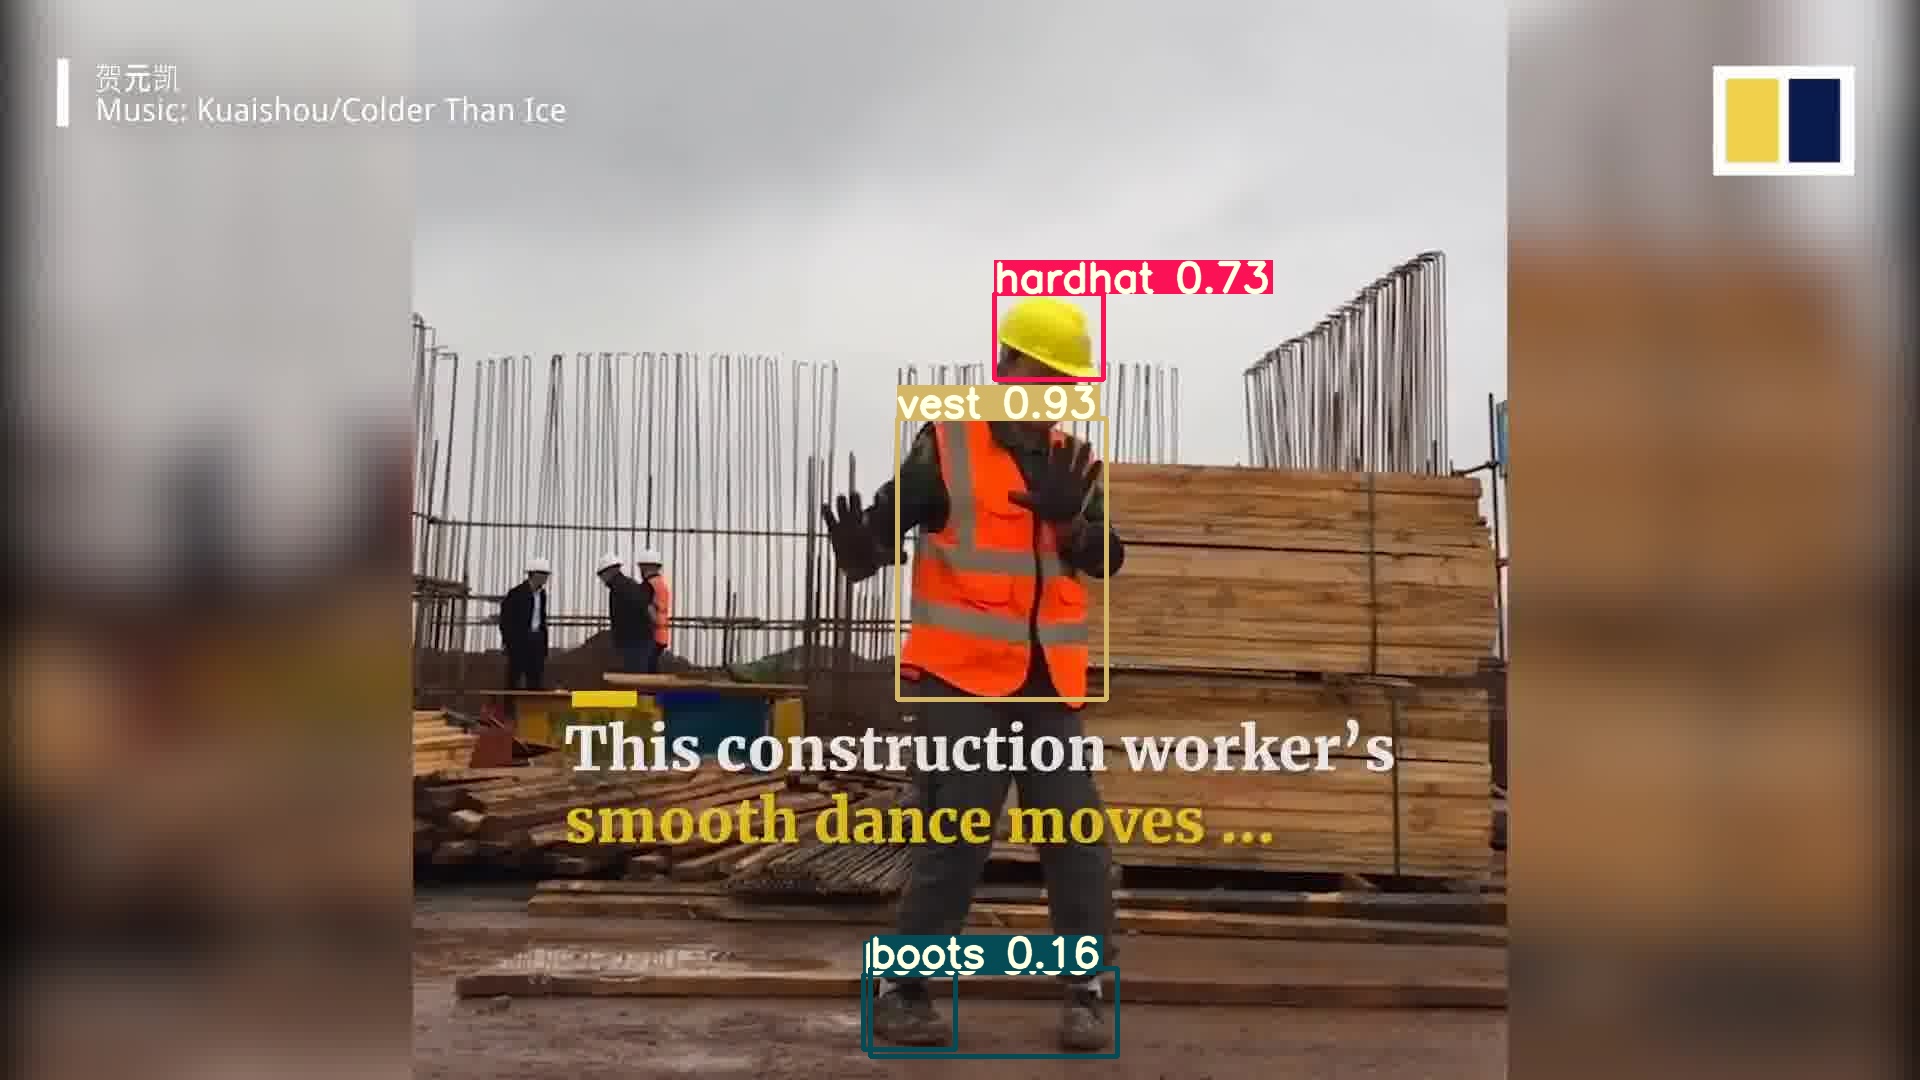 贺元凯
Music: Kuaishou/Colder Than Ice
hardhat 0.73
vest 0.93
This construction worker’s
smooth dance moves ...
boots 0.16